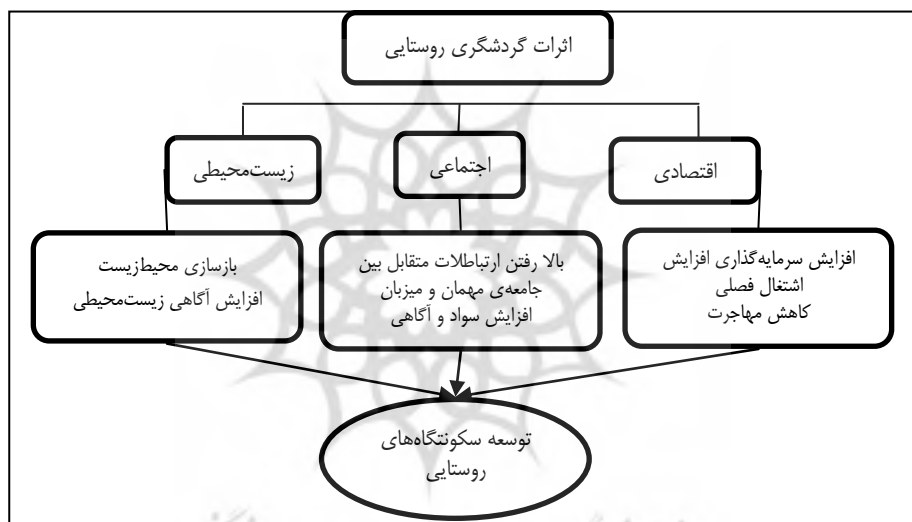 اثرات گردشگری روستایی
اقتصادی
اجتماعی
زیست‌محیطی
افزایش سرمایه‌گذاری افزایش
اشتغال فصلی
کاهش مهاجرت
بالا رفتن ارتباطلات متقابل بین
جامعه‌ی مهمان و میزبان
افزایش سواد و آگاهی
بازسازی محیط‌زیست
افزایش آگاهی زیست‌محیطی
توسعه سکونتگاه‌های
روستایی